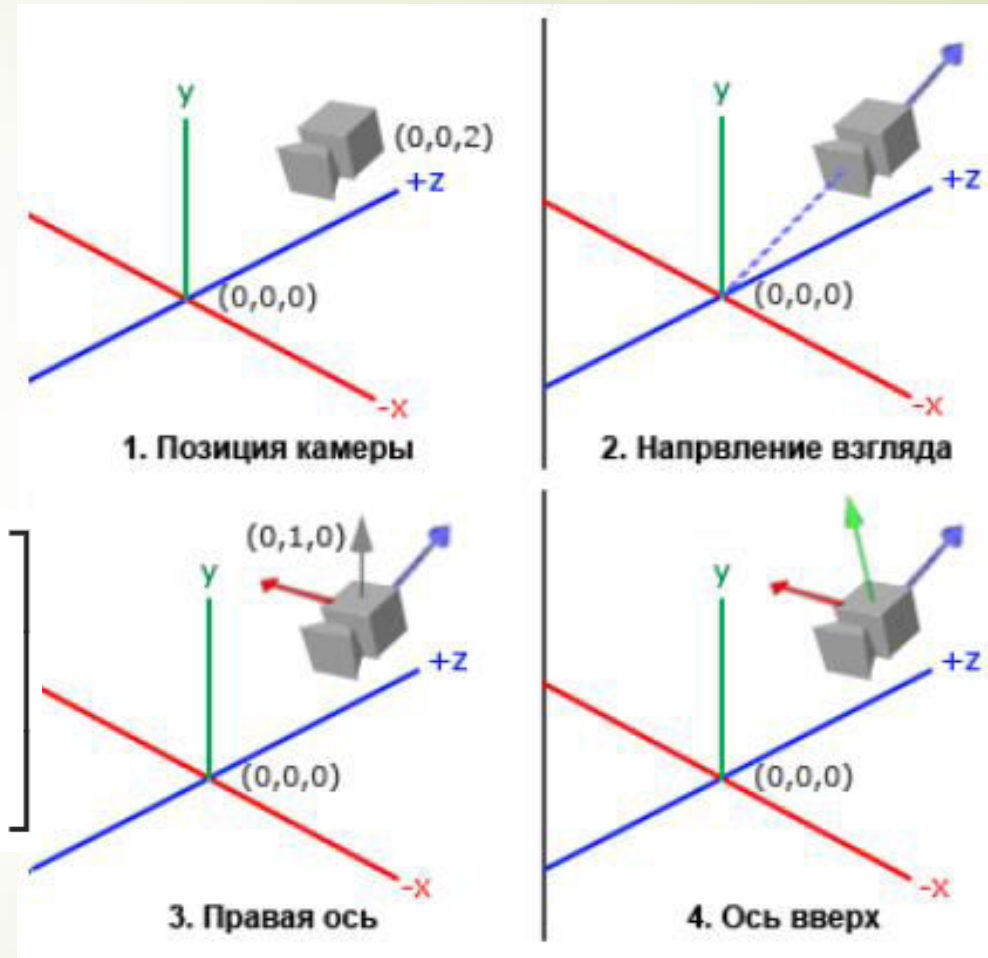 y
(0,0,2)
+z
(0,0,0)
-x
1. Позиция камеры
y
+z
(0,0,0)
-x
2. Напрвление взгляда
(0,1,0)
y
+z
(0,0,0)
-x
3. Правая ось
y
+z
(0,0,0)
-x
4. Ось вверх